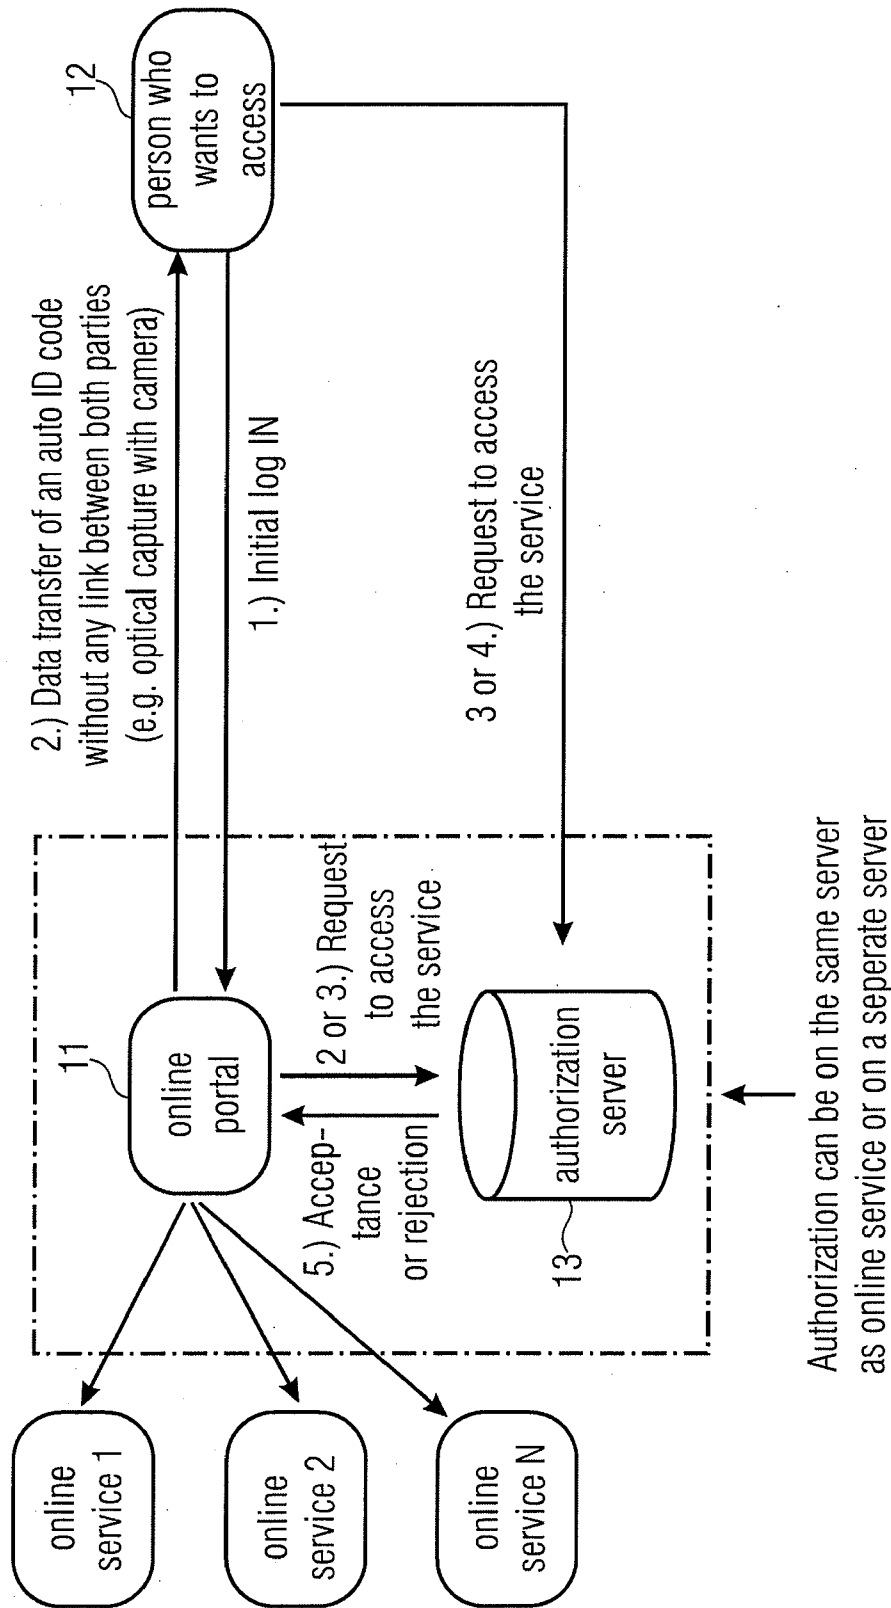 online
service 1
online
service 2
online
service N
11
online
portal
5.) Accep-
tance
or rejection
2 or 3.) Request
to access
the service
13
authorization
server
2.) Data transfer of an auto ID code
without any link between both parties
(e.g. optical capture with camera)
1.) Initial log IN
12
person who
wants to
access
3 or 4.) Request to access
the service
Authorization can be on the same server
as online service or on a seperate server